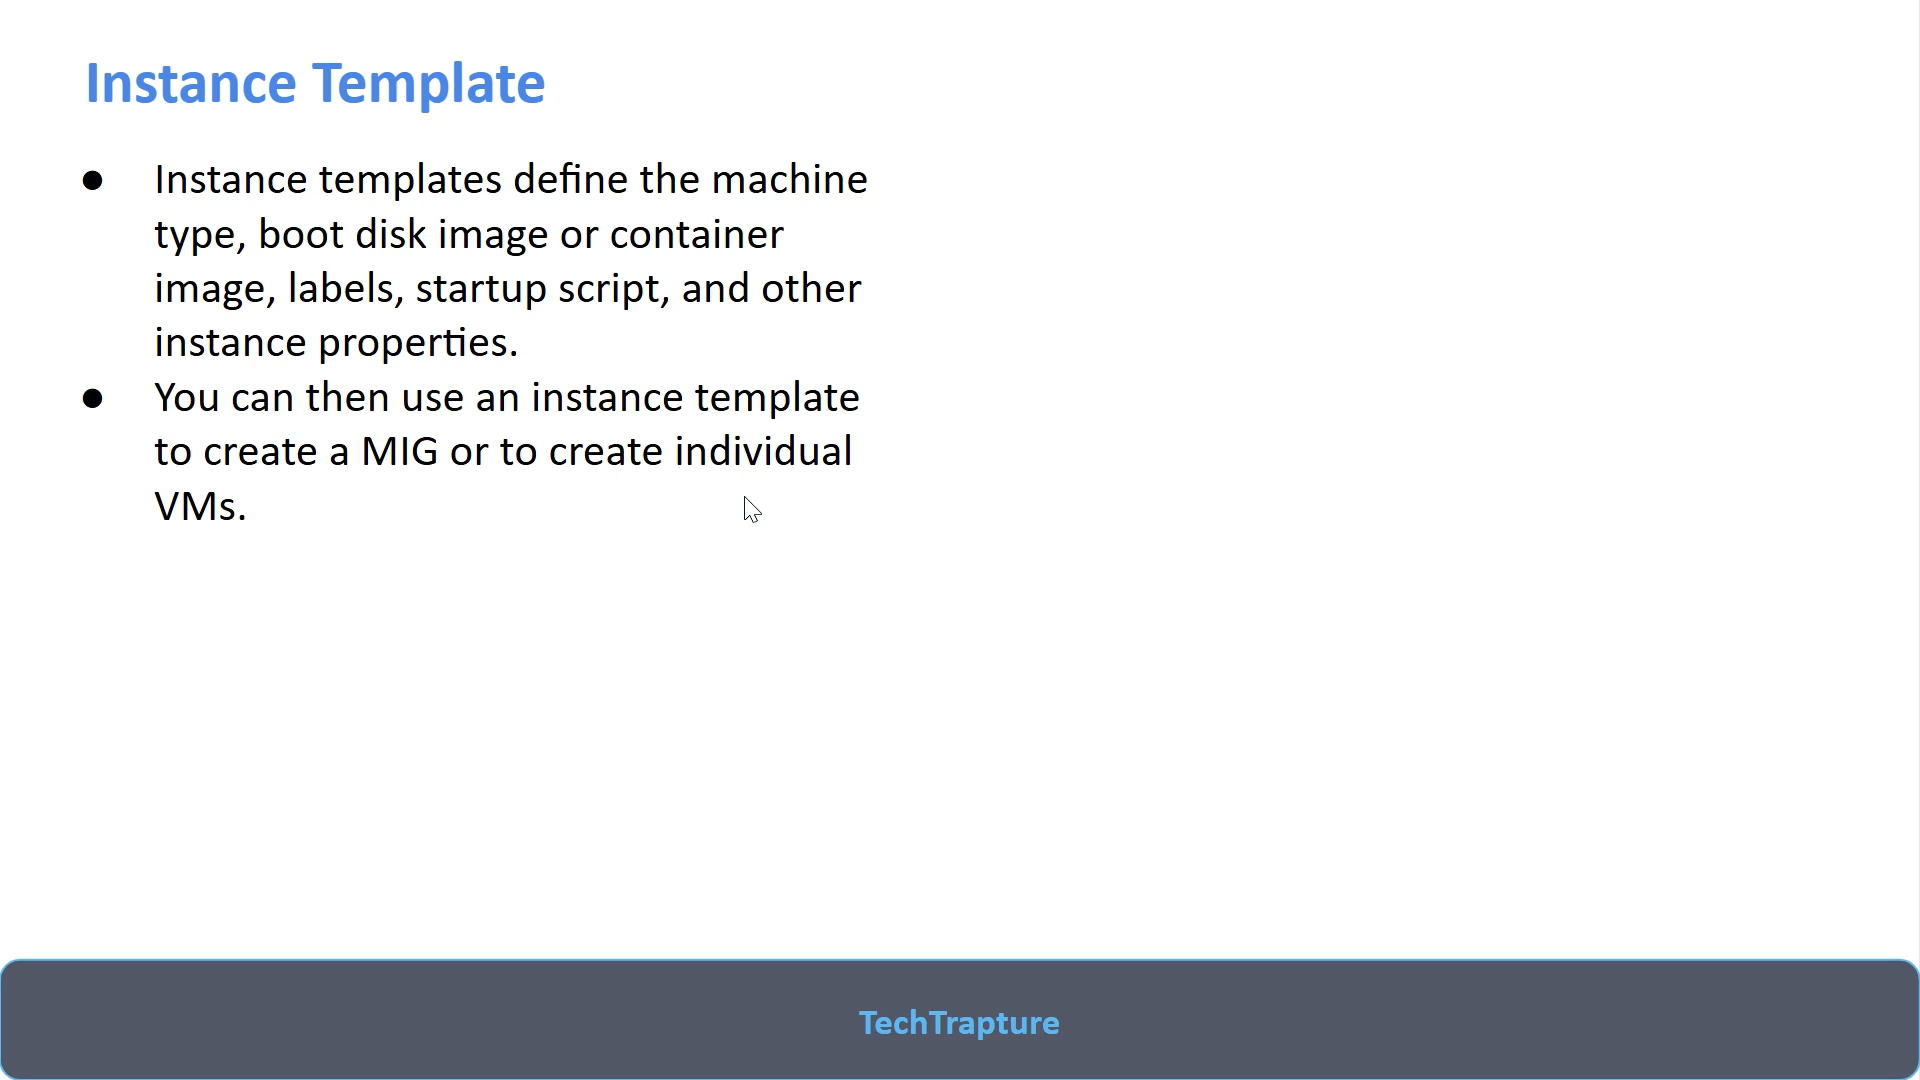 Instance Template
● Instance templates define the machine
type, boot disk image or container
image, labels, startup script, and other
instance properties.
● You can then use an instance template
to create a MIG or to create individual
VMs.
TechTrapture